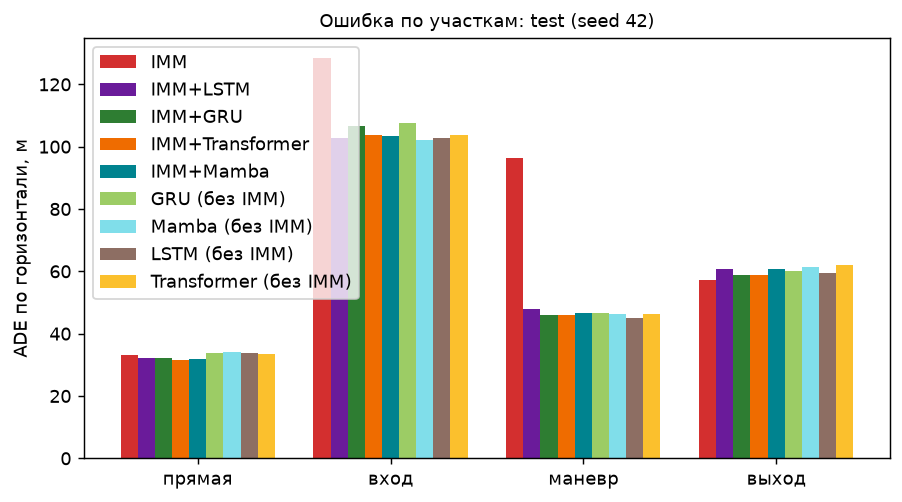 Ошибка по участкам: test (seed 42)
ADE по горизонтали, м
120
100
80
60
40
20
0
IMM
IMM+LSTM
IMM+GRU
IMM+Transformer
IMM+Mamba
GRU (без IMM)
Mamba (без IMM)
LSTM (без IMM)
Transformer (без IMM)
прямая
вход
маневр
выход